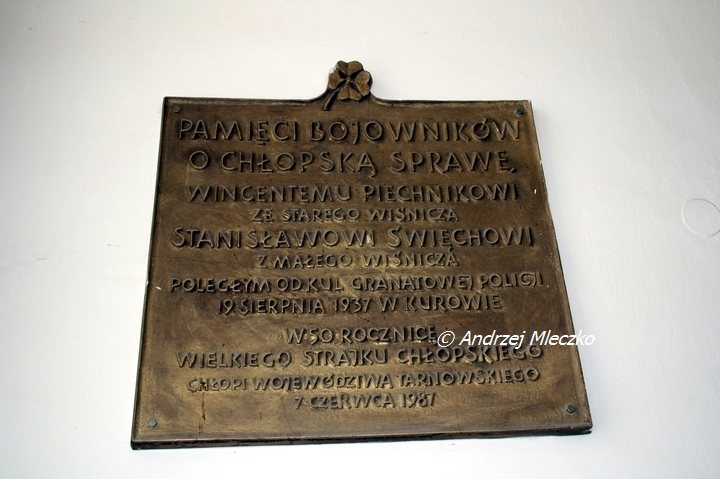 PAMIĘCI BOJOWNIKÓW
O CHŁOPSKĄ SPRAWĘ,
WINCENTEMU PIECHNIKOWI
ZE STAREGO WIŚNICZA
STANISŁAWOWI ŚWIĘCHOWI
Z MAŁEGO WIŚNICZA
POLEGŁYM OD KUL GRANATOWEJ POLICJI
19 SIERPNIA 1937 W KUROWIE
W 50 ROCZNICĘ
© Andrzej Mleczko
WIELKIEGO STRAJKU CHŁOPSKIEGO
CHŁOPI WOJEWÓDZTWA TARNOWSKIEGO
7 CZERWCA 1987